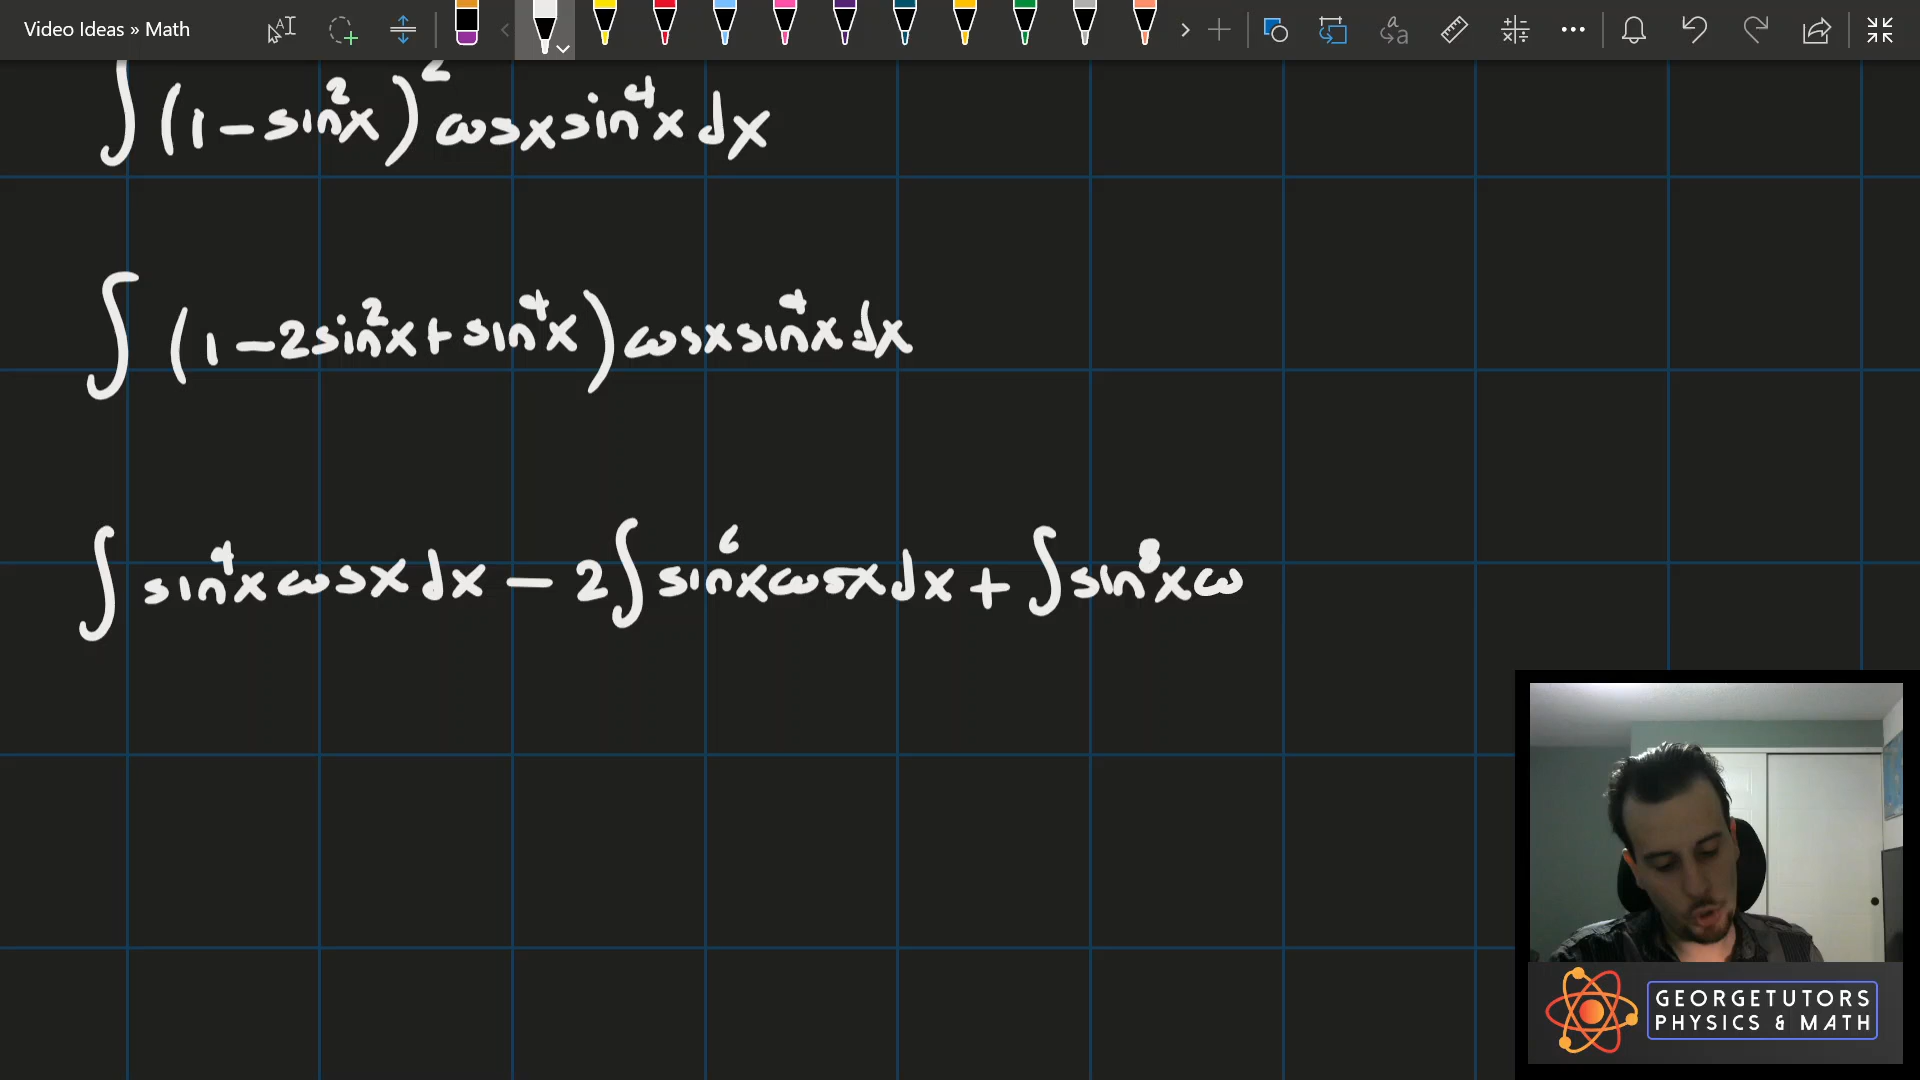 Video Ideas » Math
∫ (1 - sin²x)² cosx sin⁴x dx
∫ (1 - 2sin²x + sin⁴x) cosx sin⁴x dx
∫ sin⁴x cosx dx - 2∫ sin⁶x cosx dx + ∫ sin⁸x co
GEORGETUTORS
PHYSICS & MATH